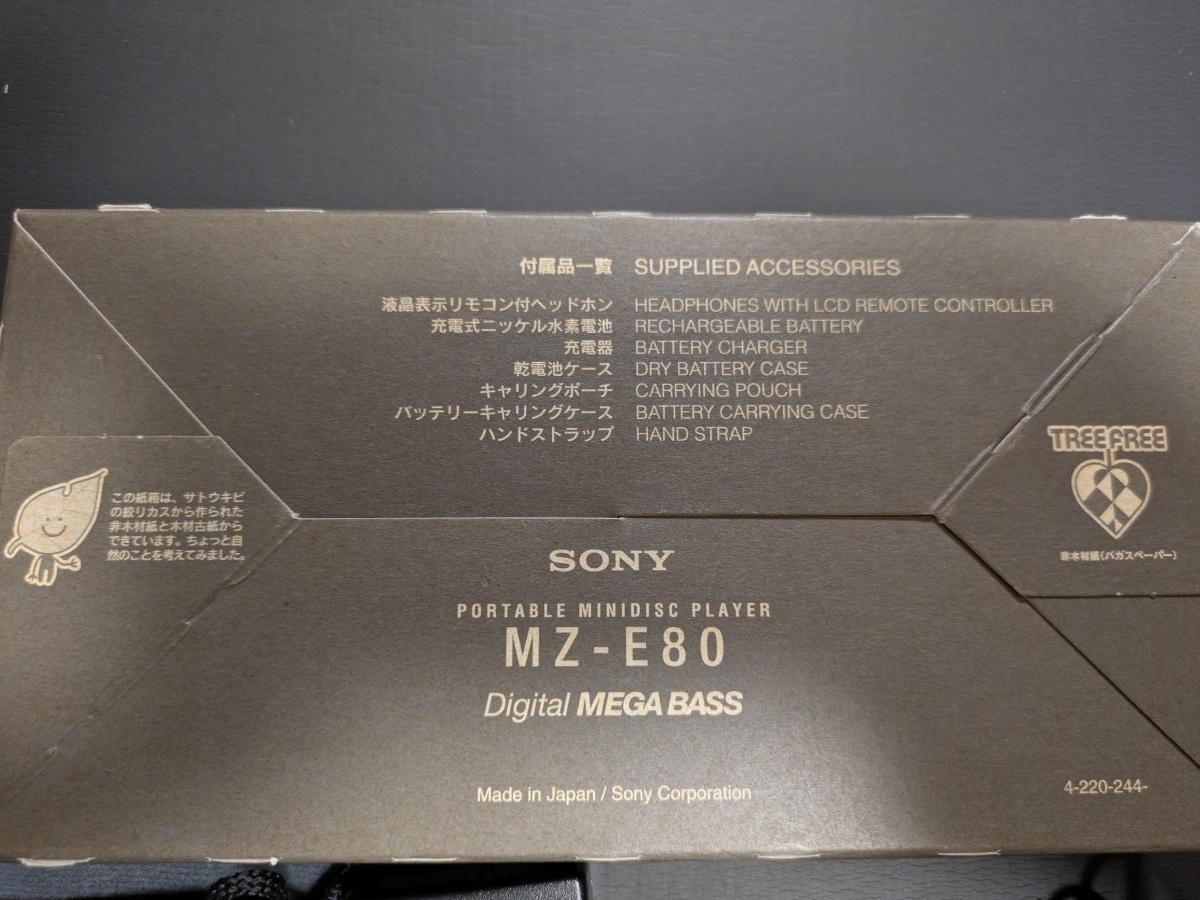 付属品一覧 SUPPLIED ACCESSORIES
液晶表示リモコン付ヘッドホン HEADPHONES WITH LCD REMOTE CONTROLLER
充電式ニッケル水素電池 RECHARGEABLE BATTERY
充電器 BATTERY CHARGER
乾電池ケース DRY BATTERY CASE
キャリングポーチ CARRYING POUCH
バッテリーキャリングケース BATTERY CARRYING CASE
ハンドストラップ HAND STRAP
この紙箱は、サトウキビ
の絞リカスから作られた
非木材紙と木材古紙から
できています。ちょっと自
然のことを考えてみました。
TREE FREE
非木材紙(バガスペーパー)
SONY
PORTABLE MINIDISC PLAYER
MZ-E80
Digital MEGA BASS
Made in Japan / Sony Corporation
4-220-244-